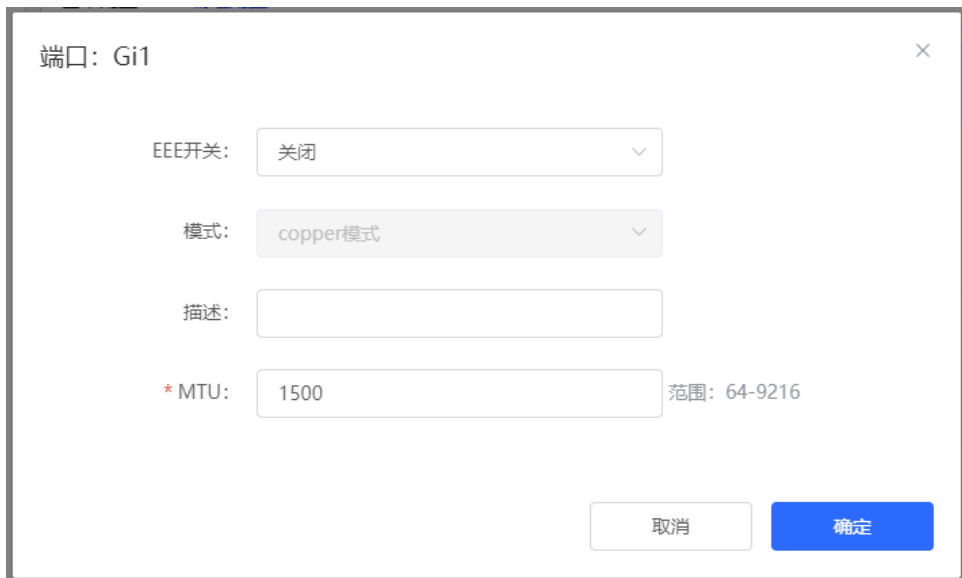 端口：Gi1
EEE开关：
关闭
模式：
copper模式
描述：
* MTU：
1500
范围：64-9216
取消
确定